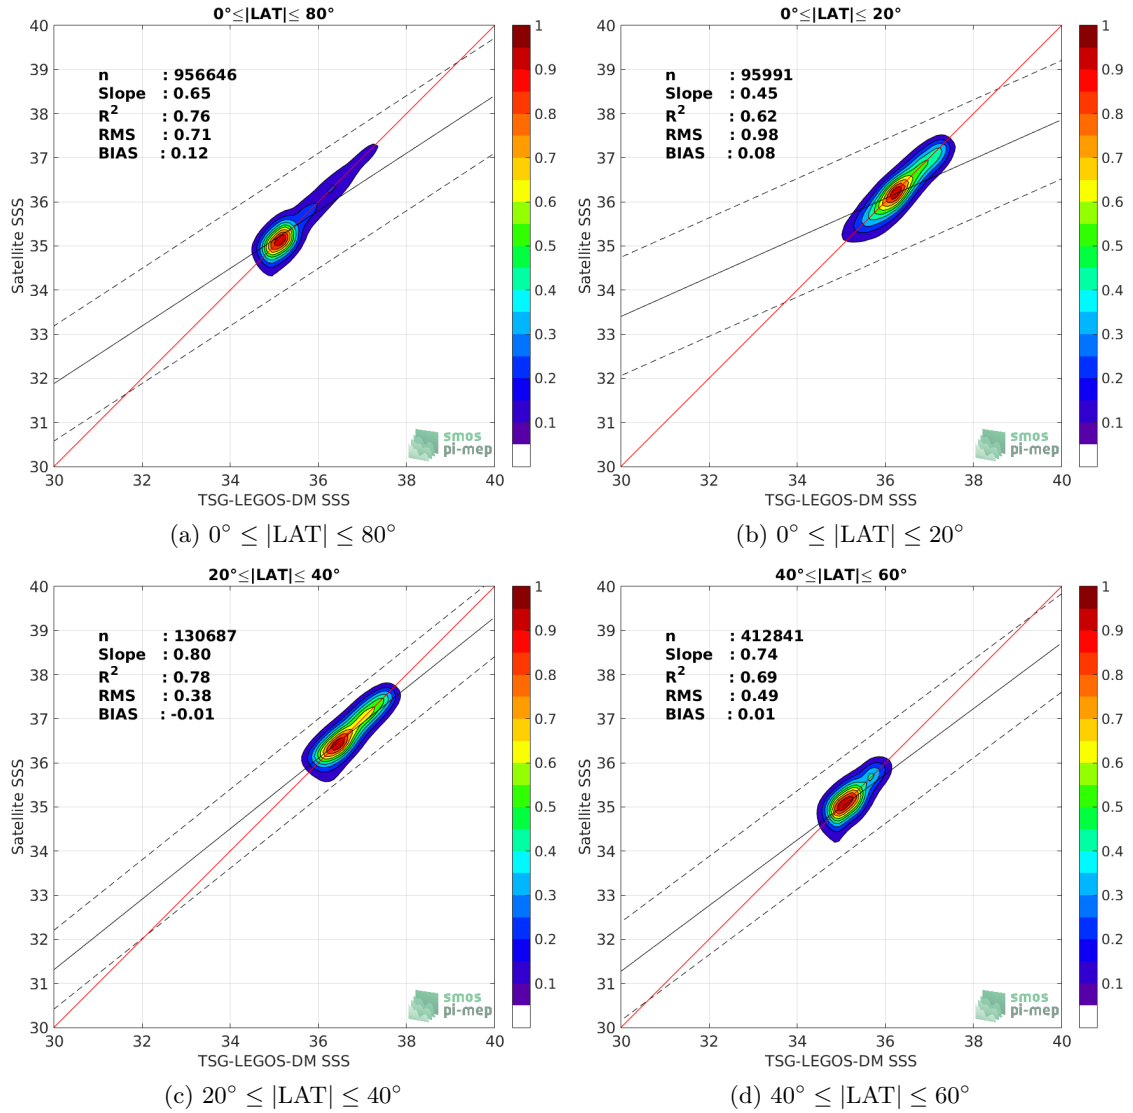 0°≤|LAT|≤ 80°
n : 956646
Slope : 0.65
R² : 0.76
RMS : 0.71
BIAS : 0.12
40
39
38
37
36
35
34
33
32
31
30
30 32 34 36 38 40
Satellite SSS
TSG-LEGOS-DM SSS
1
0.9
0.8
0.7
0.6
0.5
0.4
0.3
0.2
0.1
smos
pi-mep
(a) 0° ≤ |LAT| ≤ 80°
0°≤|LAT|≤ 20°
n : 95991
Slope : 0.45
R² : 0.62
RMS : 0.98
BIAS : 0.08
40
39
38
37
36
35
34
33
32
31
30
30 32 34 36 38 40
Satellite SSS
TSG-LEGOS-DM SSS
1
0.9
0.8
0.7
0.6
0.5
0.4
0.3
0.2
0.1
smos
pi-mep
(b) 0° ≤ |LAT| ≤ 20°
20°≤|LAT|≤ 40°
n : 130687
Slope : 0.80
R² : 0.78
RMS : 0.38
BIAS : -0.01
40
39
38
37
36
35
34
33
32
31
30
30 32 34 36 38 40
Satellite SSS
TSG-LEGOS-DM SSS
1
0.9
0.8
0.7
0.6
0.5
0.4
0.3
0.2
0.1
smos
pi-mep
(c) 20° ≤ |LAT| ≤ 40°
40°≤|LAT|≤ 60°
n : 412841
Slope : 0.74
R² : 0.69
RMS : 0.49
BIAS : 0.01
40
39
38
37
36
35
34
33
32
31
30
30 32 34 36 38 40
Satellite SSS
TSG-LEGOS-DM SSS
1
0.9
0.8
0.7
0.6
0.5
0.4
0.3
0.2
0.1
smos
pi-mep
(d) 40° ≤ |LAT| ≤ 60°